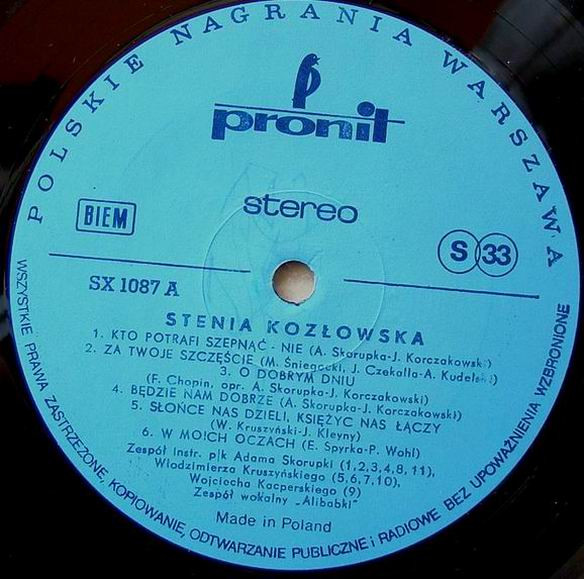 POLSKIE NAGRANIA WARSZAWA
pronit
stereo
BIEM
S 33
SX 1087 A
STENIA KOZŁOWSKA
1. KTO POTRAFI SZEPNĄĆ - NIE (A. Skorupka-J. Korczakowski)
2. ZA TWOJE SZCZĘŚCIE (M. Śniegocki, J. Czekalla-A. Kudelski)
3. O DOBRYM DNIU
(F. Chopin, opr. A. Skorupka-J. Korczakowski)
4. BĘDZIE NAM DOBRZE (A. Skorupka-J. Korczakowski)
5. SŁOŃCE NAS DZIELI, KSIĘŻYC NAS ŁĄCZY
(W. Kruszyński-J. Kleyny)
6. W MOICH OCZACH (E. Spyrka-P. Wohl)
Zespół instr. p/k Adama Skorupki (1,2,3,4,8,11),
Włodzimierza Kruszyńskiego (5,6,7,10),
Wojciecha Kacperskiego (9)
Zespół wokalny „Alibabki"
Made in Poland
WSZYSTKIE PRAWA ZASTRZEŻONE, KOPIOWANIE, ODTWARZANIE PUBLICZNE i RADIOWE BEZ UPOWAŻNIENIA WZBRONIONE